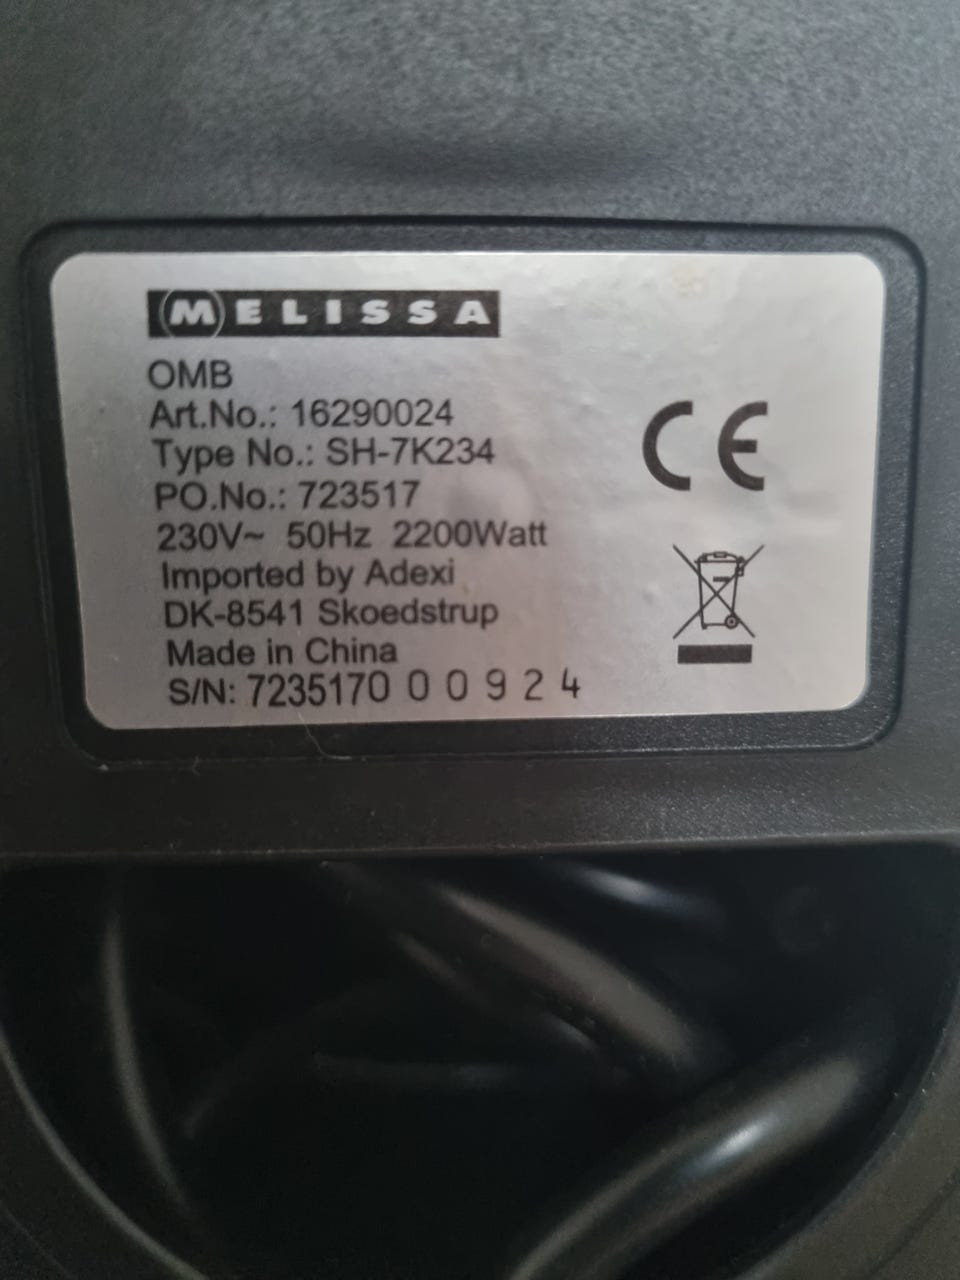 MELISSA
OMB
Art.No.: 16290024
Type No.: SH-7K234
PO.No.: 723517
230V~ 50Hz 2200Watt
Imported by Adexi
DK-8541 Skoedstrup
Made in China
S/N: 7235170 0 0 9 2 4
CE